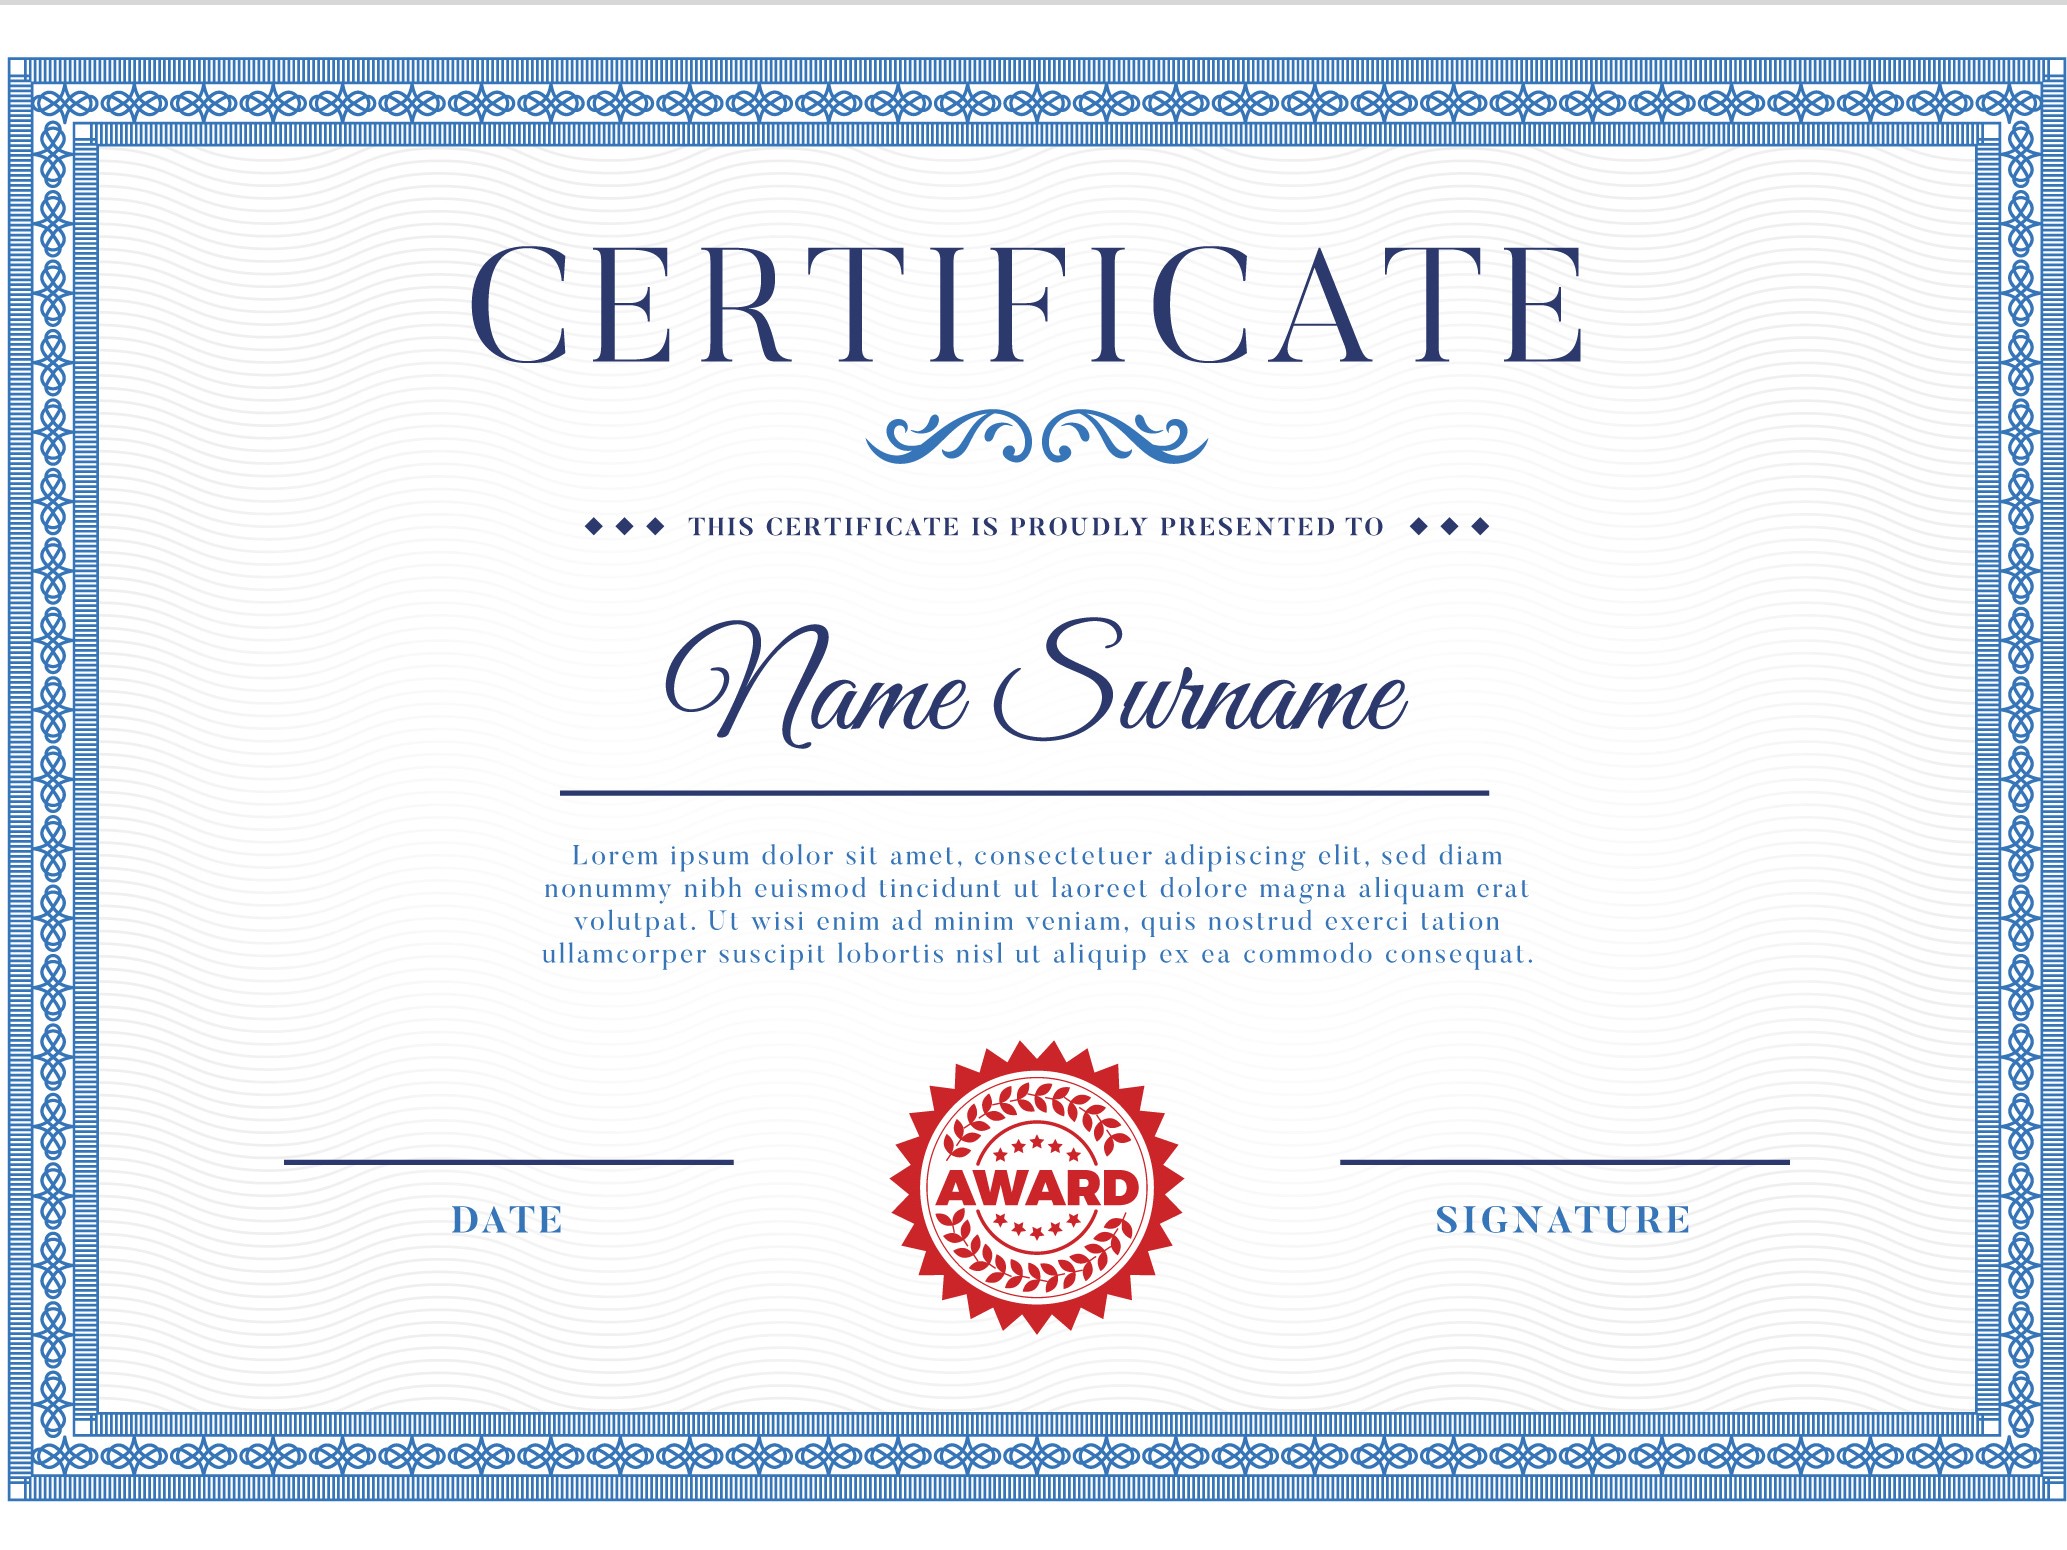 CERTIFICATE
THIS CERTIFICATE IS PROUDLY PRESENTED TO
Name Surname
Lorem ipsum dolor sit amet, consectetuer adipiscing elit, sed diam
nonummy nibh euismod tincidunt ut laoreet dolore magna aliquam erat
volutpat. Ut wisi enim ad minim veniam, quis nostrud exerci tation
ullamcorper suscipit lobortis nisl ut aliquip ex ea commodo consequat.
AWARD
DATE
SIGNATURE